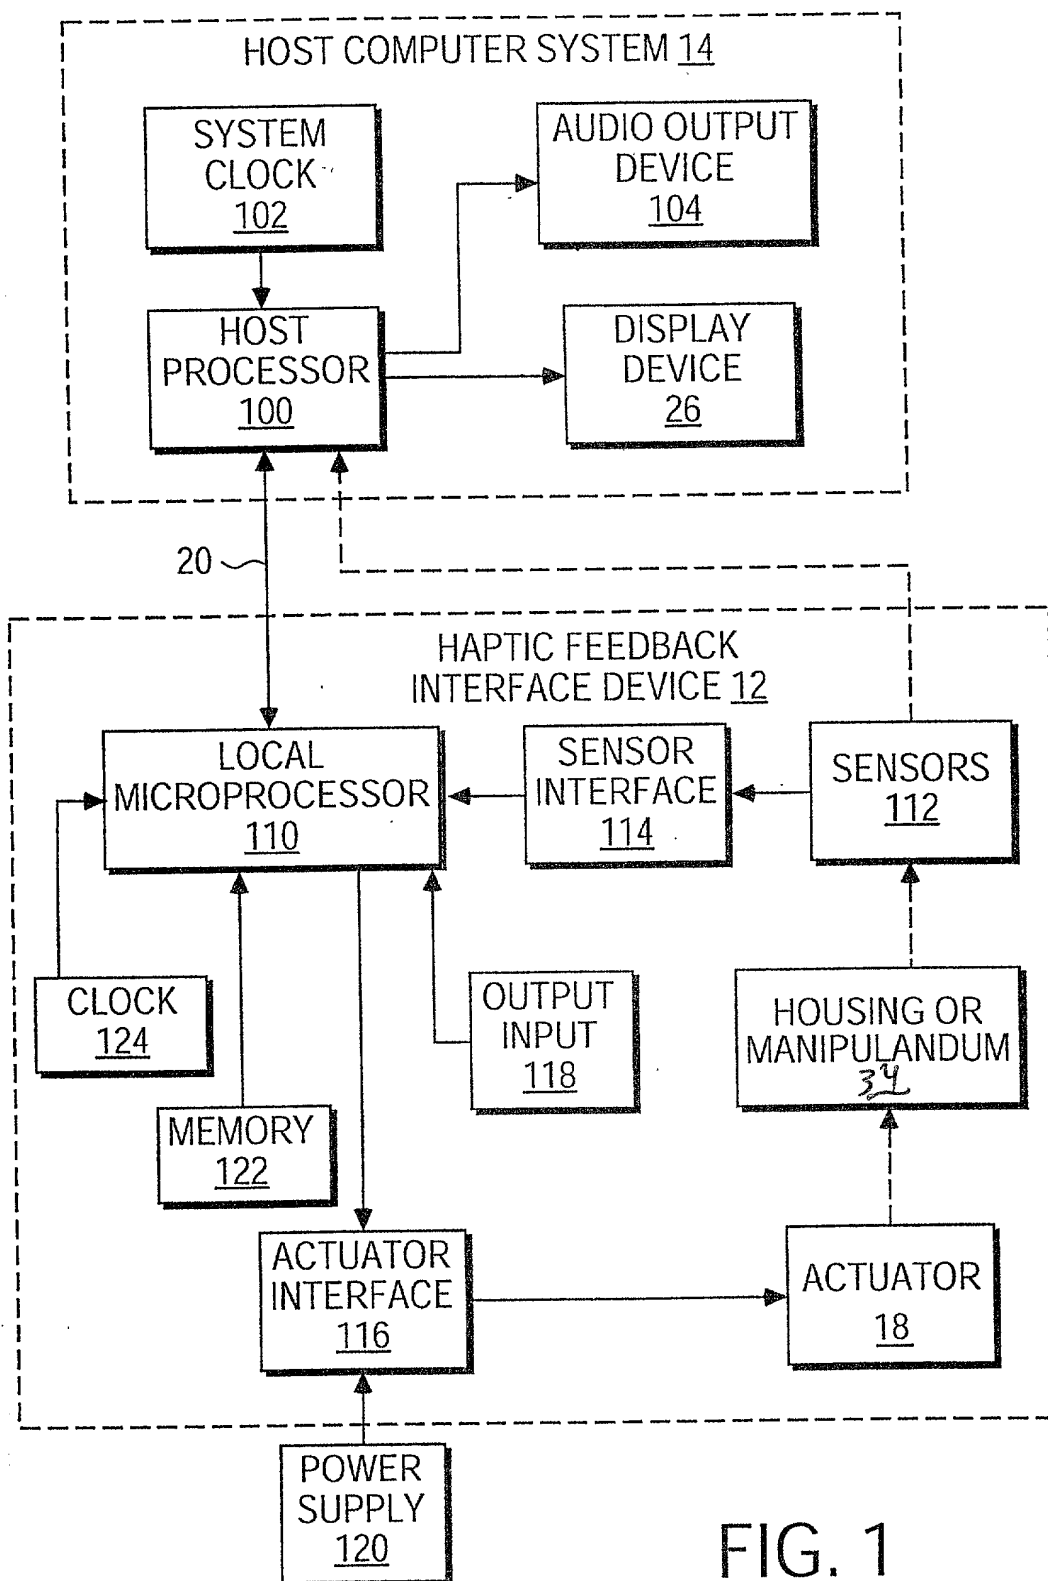 HOST COMPUTER SYSTEM 14
SYSTEM
CLOCK
102
AUDIO OUTPUT
DEVICE
104
HOST
PROCESSOR
100
DISPLAY
DEVICE
26
20
HAPTIC FEEDBACK
INTERFACE DEVICE 12
LOCAL
MICROPROCESSOR
110
SENSOR
INTERFACE
114
SENSORS
112
CLOCK
124
OUTPUT
INPUT
118
HOUSING OR
MANIPULANDUM
34
MEMORY
122
ACTUATOR
INTERFACE
116
ACTUATOR
18
POWER
SUPPLY
120
FIG. 1